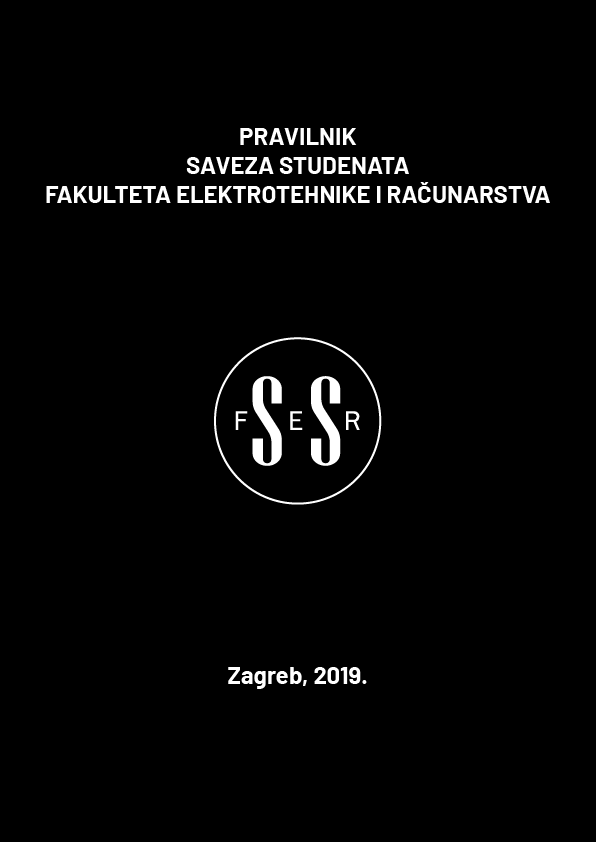 PRAVILNIK
SAVEZA STUDENATA
FAKULTETA ELEKTROTEHNIKE I RAČUNARSTVA
F S E S R
Zagreb, 2019.